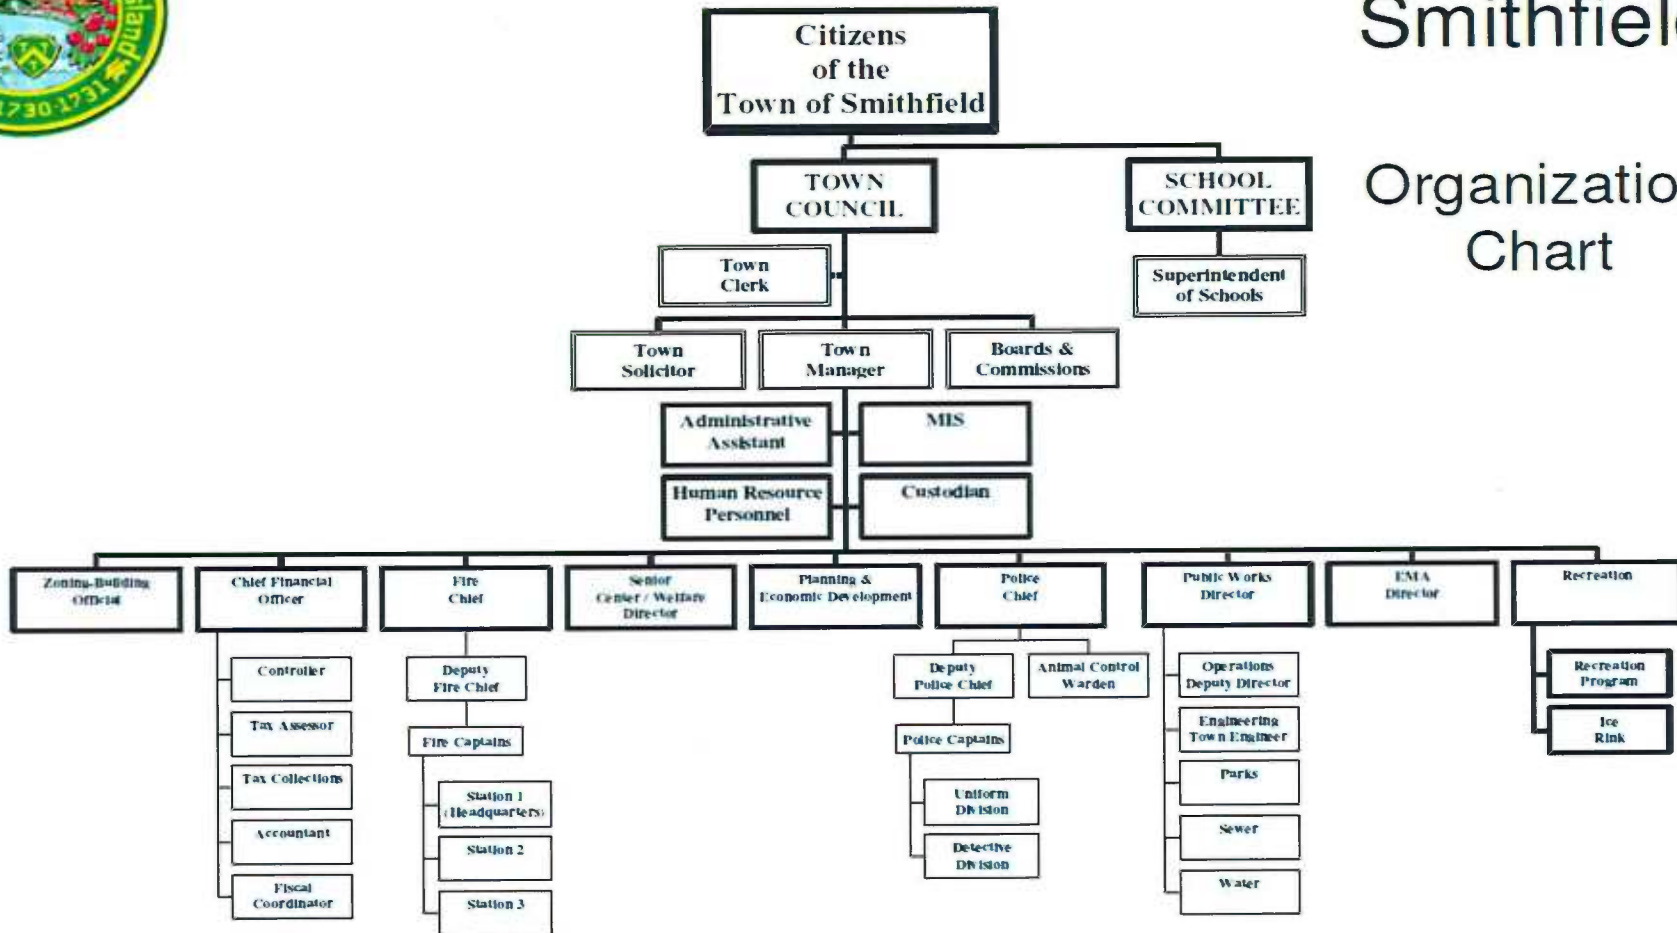 sland
1730-1731
Smithfield
Organizatio
Chart
Citizens
of the
Town of Smithfield
TOWN
COUNCIL
SCHOOL
COMMITTEE
Town
Clerk
Superintendent
of Schools
Town
Solicitor
Town
Manager
Boards &
Commissions
Administrative
Assistant
MIS
Human Resource
Personnel
Custodian
Zoning-Building
Official
Chief Financial
Officer
Fire
Chief
Senior
Center / Welfare
Director
Planning &
Economic Development
Police
Chief
Public Works
Director
EMA
Director
Recreation
Controller
Tax Assessor
Tax Collections
Accountant
Fiscal
Coordinator
Deputy
Fire Chief
Fire Captains
Station 1
(Headquarters)
Station 2
Station 3
Deputy
Police Chief
Animal Control
Warden
Police Captains
Uniform
Division
Detective
Division
Operations
Deputy Director
Engineering
Town Engineer
Parks
Sewer
Water
Recreation
Program
Ice
Rink